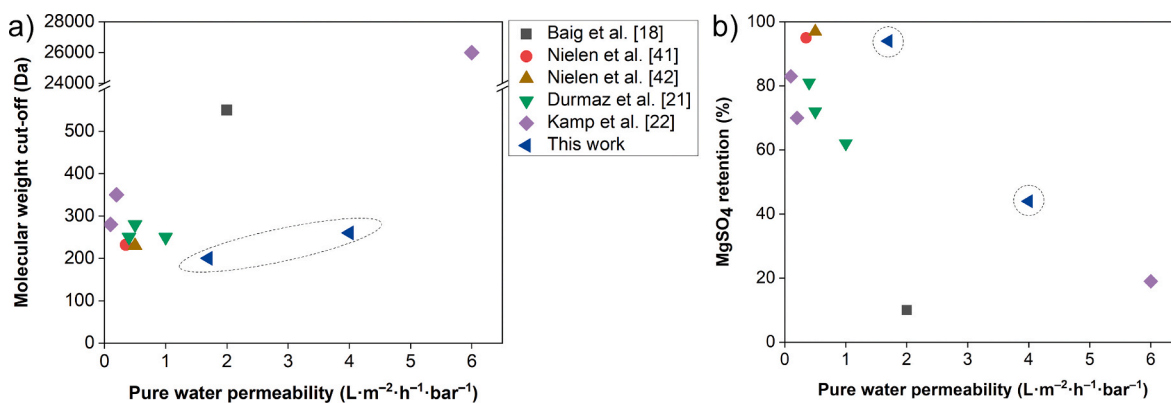 a)
28000
26000
24000
500
400
300
200
100
0
0
1
2
3
4
5
6
Molecular weight cut-off (Da)
Pure water permeability (L·m⁻²·h⁻¹·bar⁻¹)
Baig et al. [18]
Nielen et al. [41]
Nielen et al. [42]
Durmaz et al. [21]
Kamp et al. [22]
This work
b)
100
80
60
40
20
0
0
1
2
3
4
5
6
MgSO₄ retention (%)
Pure water permeability (L·m⁻²·h⁻¹·bar⁻¹)